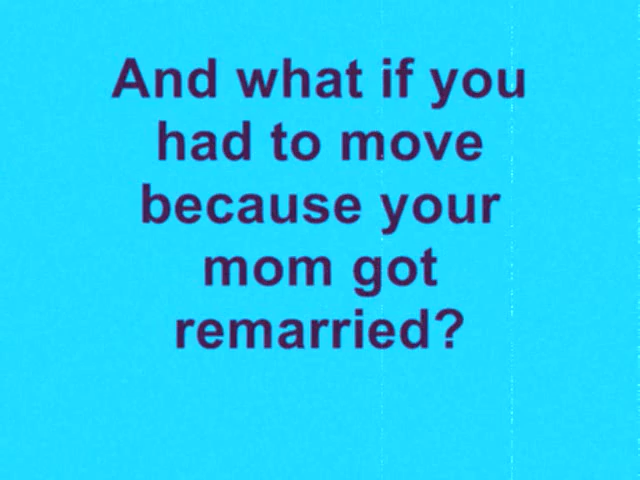 And what if you
had to move
because your
mom got
remarried?